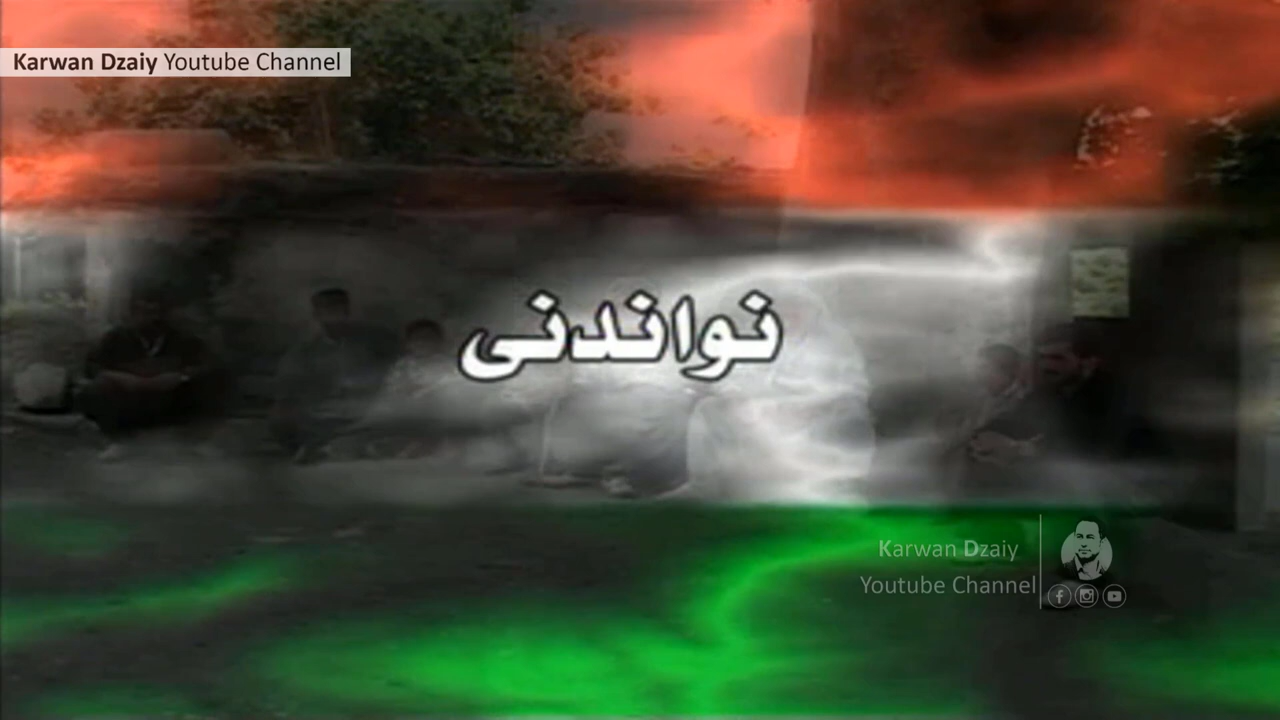 Karwan Dzaiy Youtube Channel
نواندنی
Karwan Dzaiy
Youtube Channel